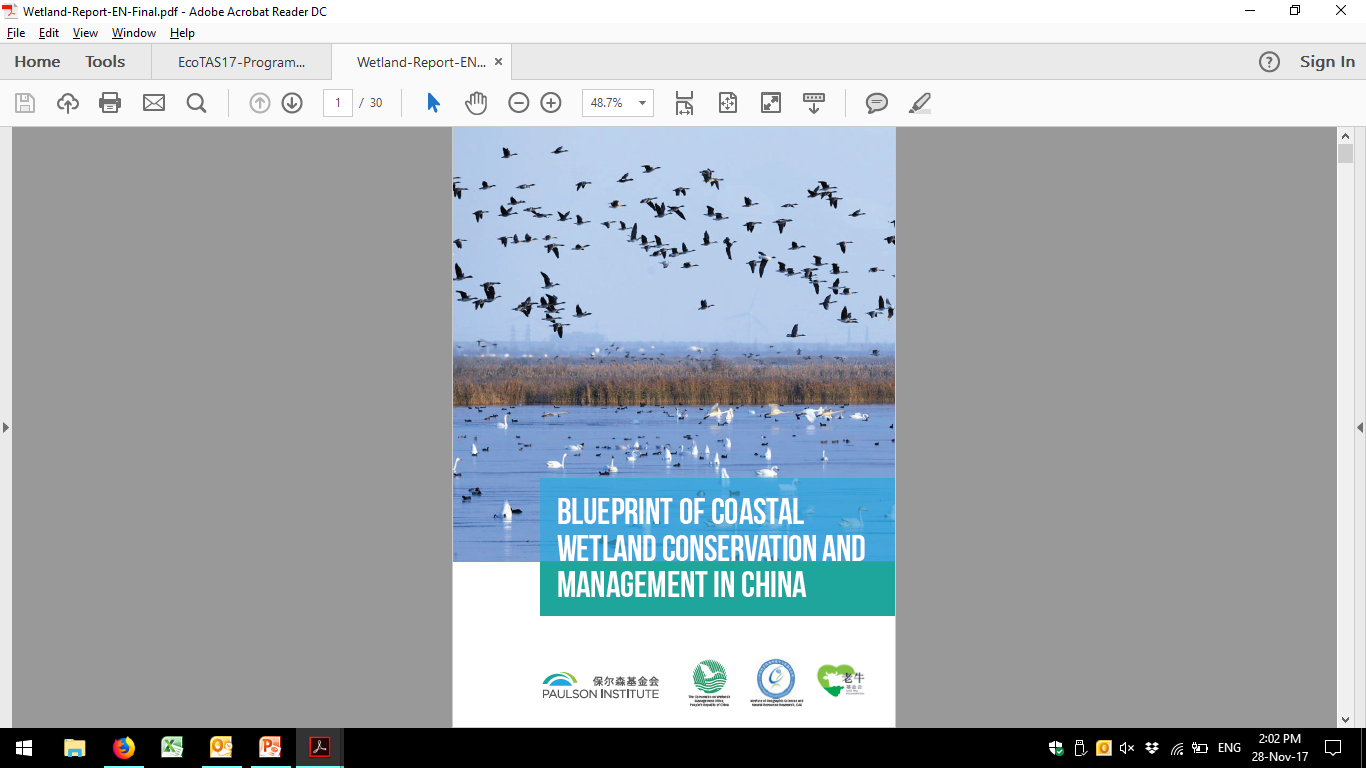 Wetland-Report-EN-Final.pdf - Adobe Acrobat Reader DC
File Edit View Window Help
Home Tools EcoTAS17-Program... Wetland-Report-EN... × Sign In
1 / 30 48.7%
BLUEPRINT OF COASTAL
WETLAND CONSERVATION AND
MANAGEMENT IN CHINA
保尔森基金会
PAULSON INSTITUTE
老牛
ENG
2:02 PM
28-Nov-17